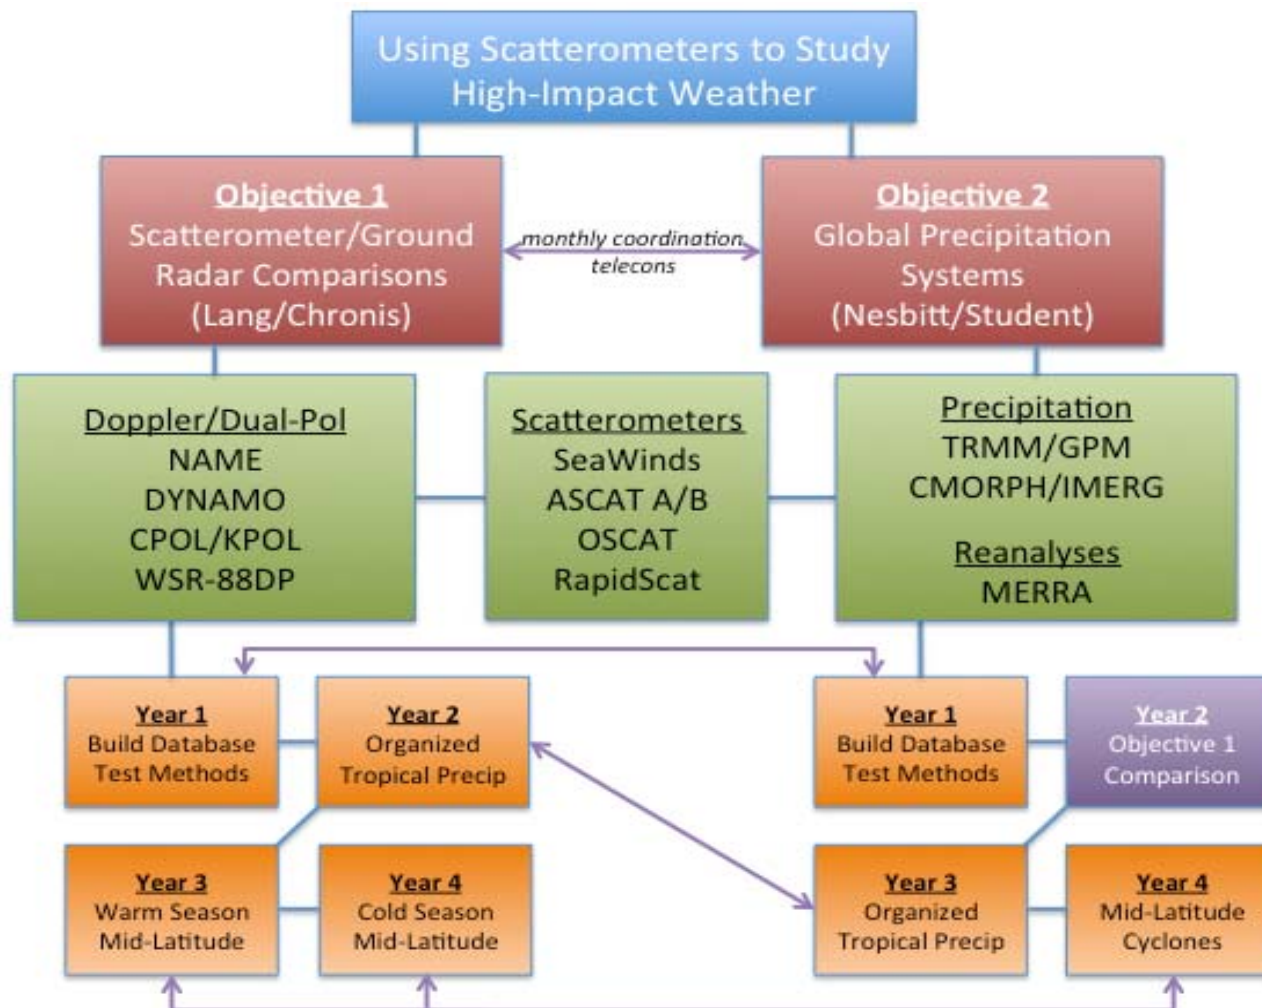 Using Scatterometers to Study
High-Impact Weather
Objective 1
Scatterometer/Ground
Radar Comparisons
(Lang/Chronis)
monthly coordination
telecons
Objective 2
Global Precipitation
Systems
(Nesbitt/Student)
Doppler/Dual-Pol
NAME
DYNAMO
CPOL/KPOL
WSR-88DP
Scatterometers
SeaWinds
ASCAT A/B
OSCAT
RapidScat
Precipitation
TRMM/GPM
CMORPH/IMERG
Reanalyses
MERRA
Year 1
Build Database
Test Methods
Year 2
Organized
Tropical Precip
Year 3
Warm Season
Mid-Latitude
Year 4
Cold Season
Mid-Latitude
Year 1
Build Database
Test Methods
Year 2
Objective 1
Comparison
Year 3
Organized
Tropical Precip
Year 4
Mid-Latitude
Cyclones